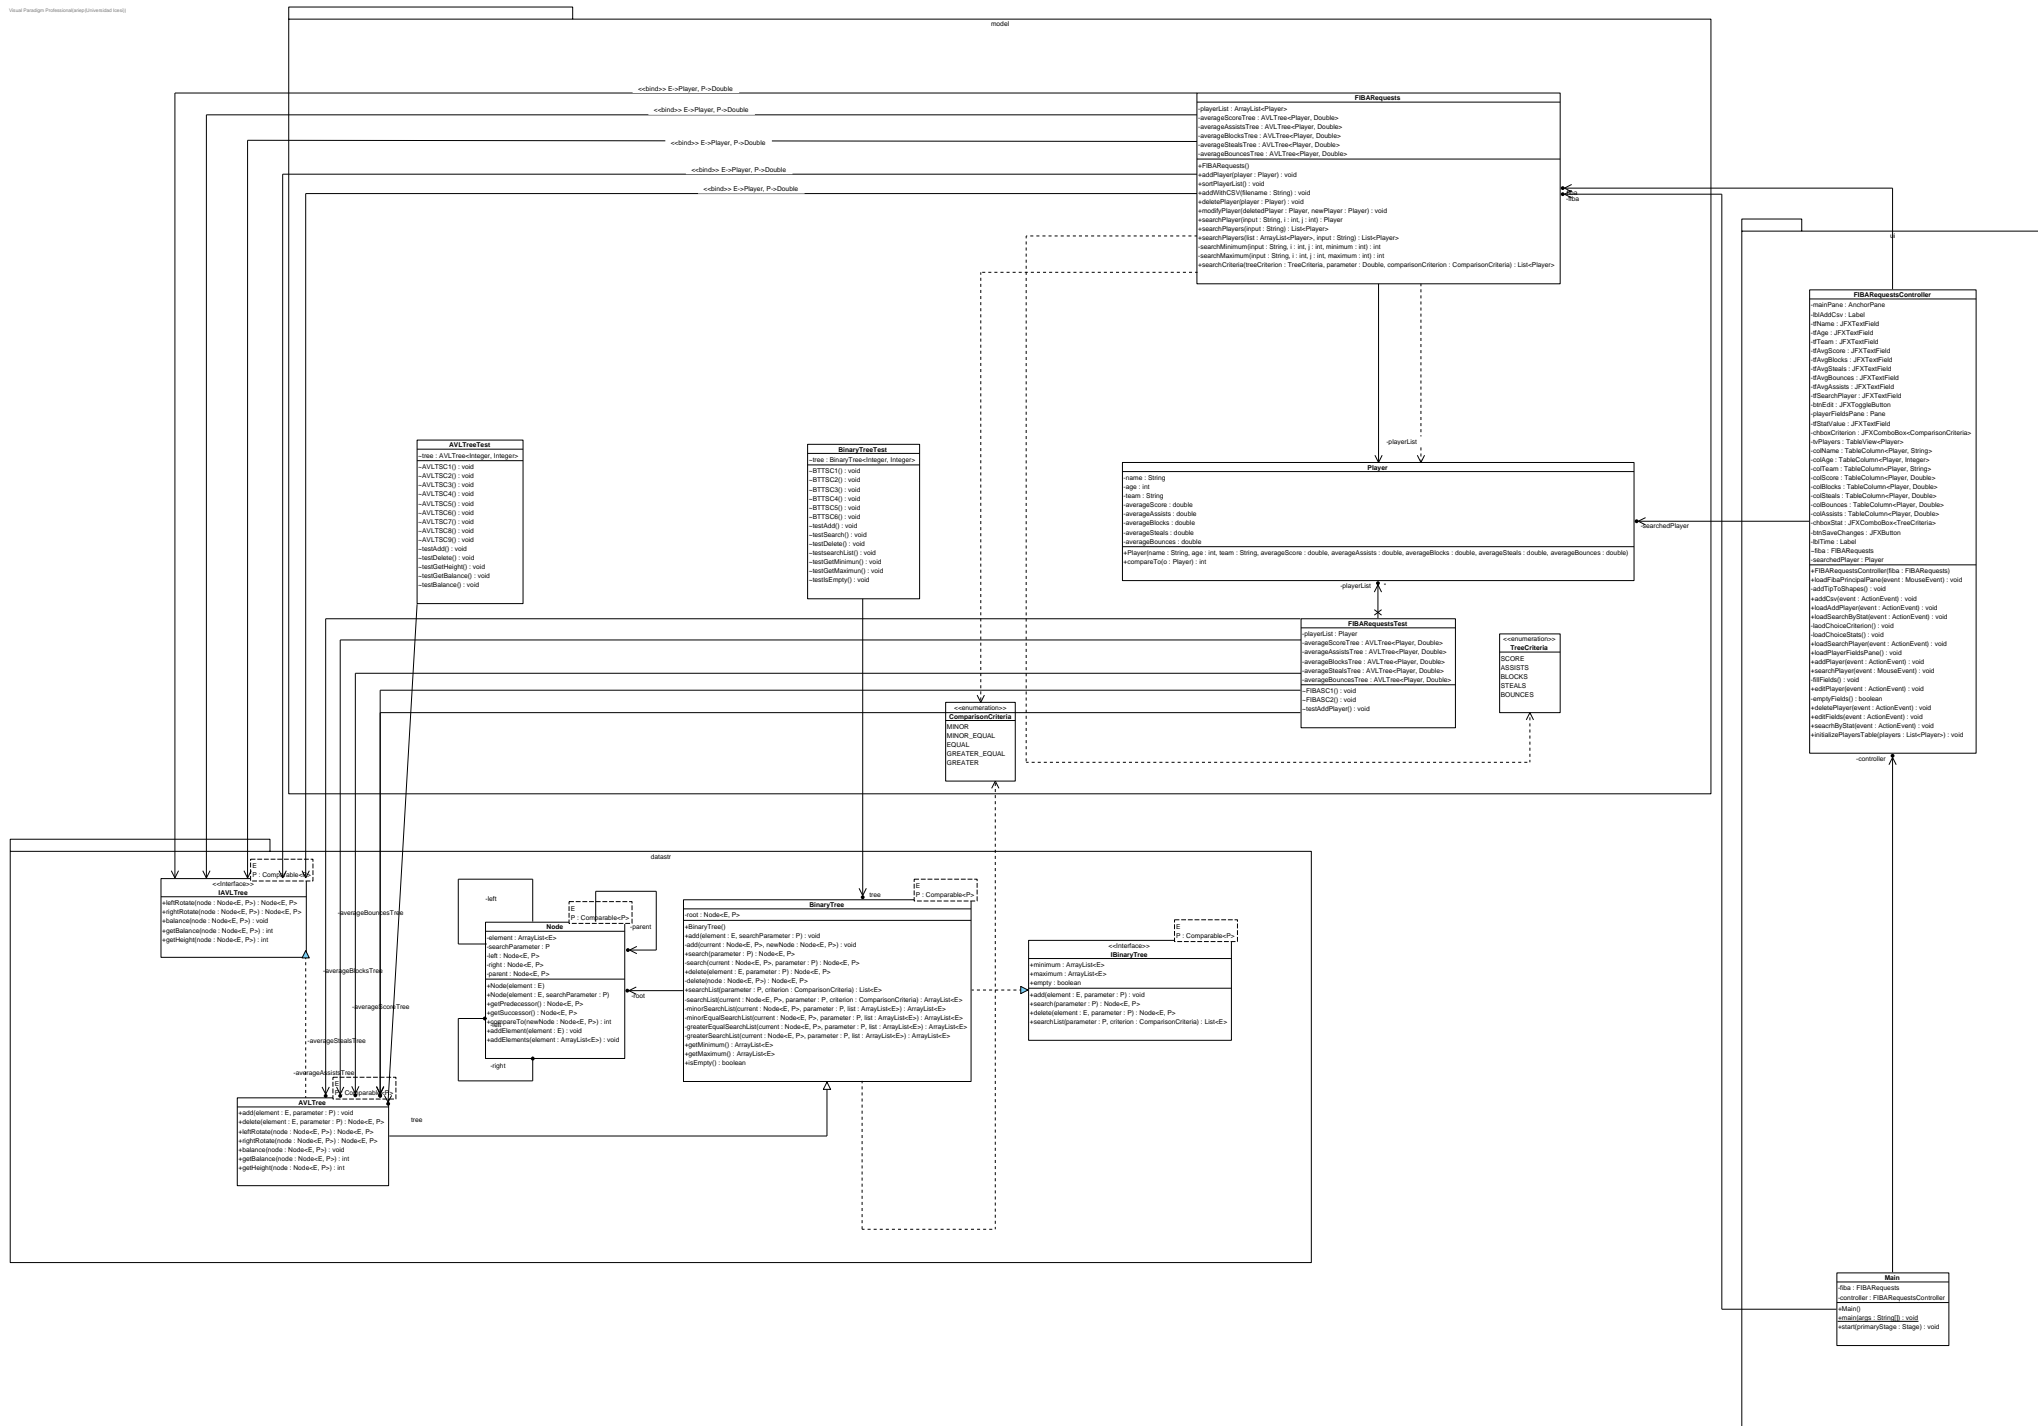 Visual Paradigm Professional
model
<<bind>> E->Player, P->Double
<<bind>> E->Player, P->Double
<<bind>> E->Player, P->Double
<<bind>> E->Player, P->Double
<<bind>> E->Player, P->Double
FIBARequests
-playerList : ArrayList<Player>
-averageScoreTree : AVLTree<Player, Double>
-averageAssistsTree : AVLTree<Player, Double>
-averageBlocksTree : AVLTree<Player, Double>
-averageStealsTree : AVLTree<Player, Double>
-averageBouncesTree : AVLTree<Player, Double>
+FIBARequests()
+addPlayer(player : Player) : void
+sortPlayerList() : void
+addWithCSV(filename : String) : void
+deletePlayer(player : Player) : void
+modifyPlayer(deletedPlayer : Player, newPlayer : Player) : void
+searchPlayer(input : String, i : int, j : int) : Player
+searchPlayers(input : String) : List<Player>
+searchPlayers(list : ArrayList<Player>, input : String) : List<Player>
-searchMinimum(input : String, i : int, j : int, minimum : int) : int
-searchMaximum(input : String, i : int, j : int, maximum : int) : int
+searchCriteria(treeCriterion : TreeCriteria, parameter : Double, comparisonCriterion : ComparisonCriteria) : List<Player>
-fiba
ui
FIBARequestsController
-mainPane : AnchorPane
-lblAddCsv : Label
-tfName : JFXTextField
-tfAge : JFXTextField
-tfTeam : JFXTextField
-tfAvgScore : JFXTextField
-tfAvgBlocks : JFXTextField
-tfAvgSteals : JFXTextField
-tfAvgBounces : JFXTextField
-tfAvgAssists : JFXTextField
-tfSearchPlayer : JFXTextField
-btnEdit : JFXToggleButton
-playerFieldsPane : Pane
-tfStatValue : JFXTextField
-chboxCriterion : JFXComboBox<ComparisonCriteria>
-tvPlayers : TableView<Player>
-colName : TableColumn<Player, String>
-colAge : TableColumn<Player, Integer>
-colTeam : TableColumn<Player, String>
-colScore : TableColumn<Player, Double>
-colBlocks : TableColumn<Player, Double>
-colSteals : TableColumn<Player, Double>
-colBounces : TableColumn<Player, Double>
-colAssists : TableColumn<Player, Double>
-chboxStat : JFXComboBox<TreeCriteria>
-btnSaveChanges : JFXButton
-lblTime : Label
-fiba : FIBARequests
-searchedPlayer : Player
+FIBARequestsController(fiba : FIBARequests)
+loadFibaPrincipalPane(event : MouseEvent) : void
-addTipToShapes() : void
+addCsv(event : ActionEvent) : void
+loadAddPlayer(event : ActionEvent) : void
+loadSearchByStat(event : ActionEvent) : void
-laodChoiceCriterion() : void
-loadChoiceStats() : void
+loadSearchPlayer(event : ActionEvent) : void
+loadPlayerFieldsPane() : void
+addPlayer(event : ActionEvent) : void
+searchPlayer(event : MouseEvent) : void
-fillFields() : void
+editPlayer(event : ActionEvent) : void
-emptyFields() : boolean
+deletePlayer(event : ActionEvent) : void
+editFields(event : ActionEvent) : void
+seacrhByStat(event : ActionEvent) : void
+initializePlayersTable(players : List<Player>) : void
-playerList
AVLTreeTest
~tree : AVLTree<Integer, Integer>
~AVLTSC1() : void
~AVLTSC2() : void
~AVLTSC3() : void
~AVLTSC4() : void
~AVLTSC5() : void
~AVLTSC6() : void
~AVLTSC7() : void
~AVLTSC8() : void
~AVLTSC9() : void
~testAdd() : void
~testDelete() : void
~testGetHeight() : void
~testGetBalance() : void
~testBalance() : void
BinaryTreeTest
~tree : BinaryTree<Integer, Integer>
~BTTSC1() : void
~BTTSC2() : void
~BTTSC3() : void
~BTTSC4() : void
~BTTSC5() : void
~BTTSC6() : void
~testAdd() : void
~testSearch() : void
~testDelete() : void
~testsearchList() : void
~testGetMinimun() : void
~testGetMaximun() : void
~testIsEmpty() : void
Player
-name : String
-age : int
-team : String
-averageScore : double
-averageAssists : double
-averageBlocks : double
-averageSteals : double
-averageBounces : double
+Player(name : String, age : int, team : String, averageScore : double, averageAssists : double, averageBlocks : double, averageSteals : double, averageBounces : double)
+compareTo(o : Player) : int
-searchedPlayer
-playerList *
FIBARequestsTest
-playerList : Player
-averageScoreTree : AVLTree<Player, Double>
-averageAssistsTree : AVLTree<Player, Double>
-averageBlocksTree : AVLTree<Player, Double>
-averageStealsTree : AVLTree<Player, Double>
-averageBouncesTree : AVLTree<Player, Double>
~FIBASC1() : void
~FIBASC2() : void
~testAddPlayer() : void
<<enumeration>>
TreeCriteria
SCORE
ASSISTS
BLOCKS
STEALS
BOUNCES
<<enumeration>>
ComparisonCriteria
MINOR
MINOR_EQUAL
EQUAL
GREATER_EQUAL
GREATER
-controller
datastr
E
P : Comparable<P>
<<Interface>>
IAVLTree
+leftRotate(node : Node<E, P>) : Node<E, P>
+rightRotate(node : Node<E, P>) : Node<E, P>
+balance(node : Node<E, P>) : void
+getBalance(node : Node<E, P>) : int
+getHeight(node : Node<E, P>) : int
-averageBouncesTree
-averageBlocksTree
-averageScoreTree
-averageStealsTree
-averageAssistsTree
-left
E
P : Comparable<P>
Node
-element : ArrayList<E>
-searchParameter : P
-left : Node<E, P>
-right : Node<E, P>
-parent : Node<E, P>
+Node(element : E)
+Node(element : E, searchParameter : P)
+getPredecessor() : Node<E, P>
+getSuccessor() : Node<E, P>
+compareTo(newNode : Node<E, P>) : int
+addElement(element : E) : void
+addElements(element : ArrayList<E>) : void
-parent
-root
-right
tree
E
P : Comparable<P>
BinaryTree
-root : Node<E, P>
+BinaryTree()
+add(element : E, searchParameter : P) : void
-add(current : Node<E, P>, newNode : Node<E, P>) : void
+search(parameter : P) : Node<E, P>
-search(current : Node<E, P>, parameter : P) : Node<E, P>
+delete(element : E, parameter : P) : Node<E, P>
-delete(node : Node<E, P>) : Node<E, P>
+searchList(parameter : P, criterion : ComparisonCriteria) : List<E>
-searchList(current : Node<E, P>, parameter : P, criterion : ComparisonCriteria) : ArrayList<E>
-minorSearchList(current : Node<E, P>, parameter : P, list : ArrayList<E>) : ArrayList<E>
-minorEqualSearchList(current : Node<E, P>, parameter : P, list : ArrayList<E>) : ArrayList<E>
-greaterEqualSearchList(current : Node<E, P>, parameter : P, list : ArrayList<E>) : ArrayList<E>
-greaterSearchList(current : Node<E, P>, parameter : P, list : ArrayList<E>) : ArrayList<E>
+getMinimum() : ArrayList<E>
+getMaximum() : ArrayList<E>
+isEmpty() : boolean
E
P : Comparable<P>
<<Interface>>
IBinaryTree
+minimum : ArrayList<E>
+maximum : ArrayList<E>
+empty : boolean
+add(element : E, parameter : P) : void
+search(parameter : P) : Node<E, P>
+delete(element : E, parameter : P) : Node<E, P>
+searchList(parameter : P, criterion : ComparisonCriteria) : List<E>
E
P : Comparable<P>
AVLTree
+add(element : E, parameter : P) : void
+delete(element : E, parameter : P) : Node<E, P>
+leftRotate(node : Node<E, P>) : Node<E, P>
+rightRotate(node : Node<E, P>) : Node<E, P>
+balance(node : Node<E, P>) : void
+getBalance(node : Node<E, P>) : int
+getHeight(node : Node<E, P>) : int
tree
Main
-fiba : FIBARequests
-controller : FIBARequestsController
+Main()
+main(args : String[]) : void
+start(primaryStage : Stage) : void